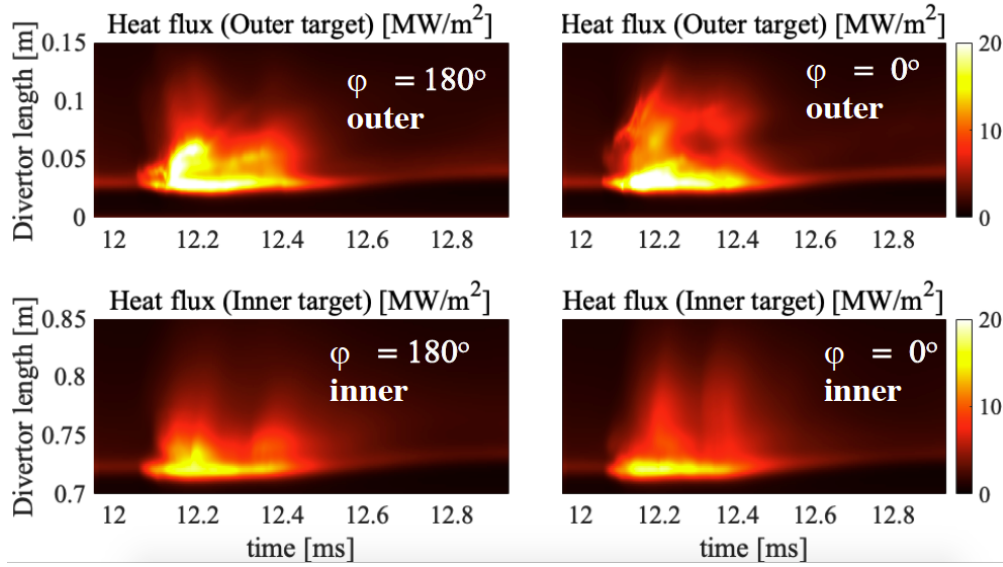 Heat flux (Outer target) [MW/m²]
Heat flux (Outer target) [MW/m²]
Divertor length [m]
0.15
0.1
0.05
0
φ = 180°
outer
φ = 0°
outer
20
10
0
12 12.2 12.4 12.6 12.8
12 12.2 12.4 12.6 12.8
Heat flux (Inner target) [MW/m²]
Heat flux (Inner target) [MW/m²]
Divertor length [m]
0.85
0.8
0.75
0.7
φ = 180°
inner
φ = 0°
inner
20
10
0
12 12.2 12.4 12.6 12.8
12 12.2 12.4 12.6 12.8
time [ms]
time [ms]